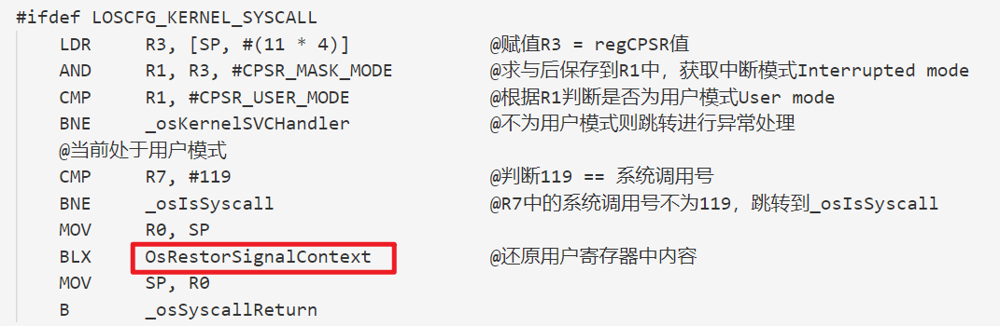 #ifdef LOSCFG_KERNEL_SYSCALL
LDR R3, [SP, #(11 * 4)] @赋值R3 = regCPSR值
AND R1, R3, #CPSR_MASK_MODE @求与后保存到R1中，获取中断模式Interrupted mode
CMP R1, #CPSR_USER_MODE @根据R1判断是否为用户模式User mode
BNE _osKernelSVCHandler @不为用户模式则跳转进行异常处理
@当前处于用户模式
CMP R7, #119 @判断119 == 系统调用号
BNE _osIsSyscall @R7中的系统调用号不为119，跳转到_osIsSyscall
MOV R0, SP
BLX OsRestorSignalContext @还原用户寄存器中内容
MOV SP, R0
B _osSyscallReturn